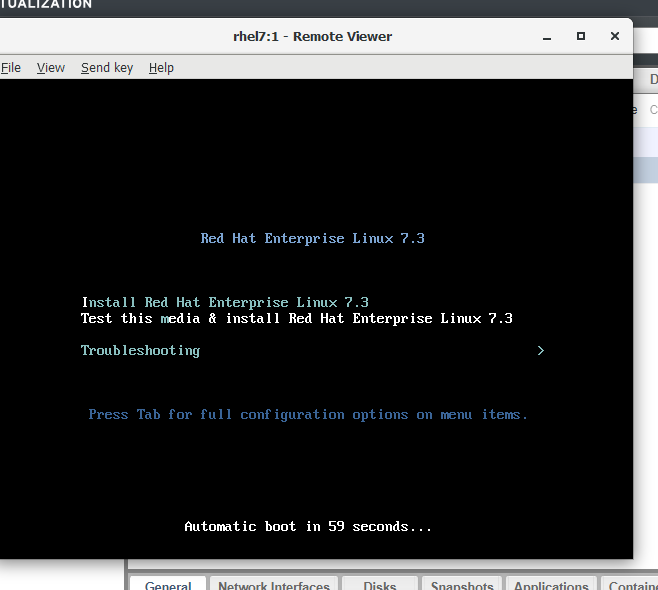 rhel7:1 - Remote Viewer
File View Send key Help
Red Hat Enterprise Linux 7.3
Install Red Hat Enterprise Linux 7.3
Test this media & install Red Hat Enterprise Linux 7.3
Troubleshooting >
Press Tab for full configuration options on menu items.
Automatic boot in 59 seconds...
General Network Interfaces Disks Snapshots Applications